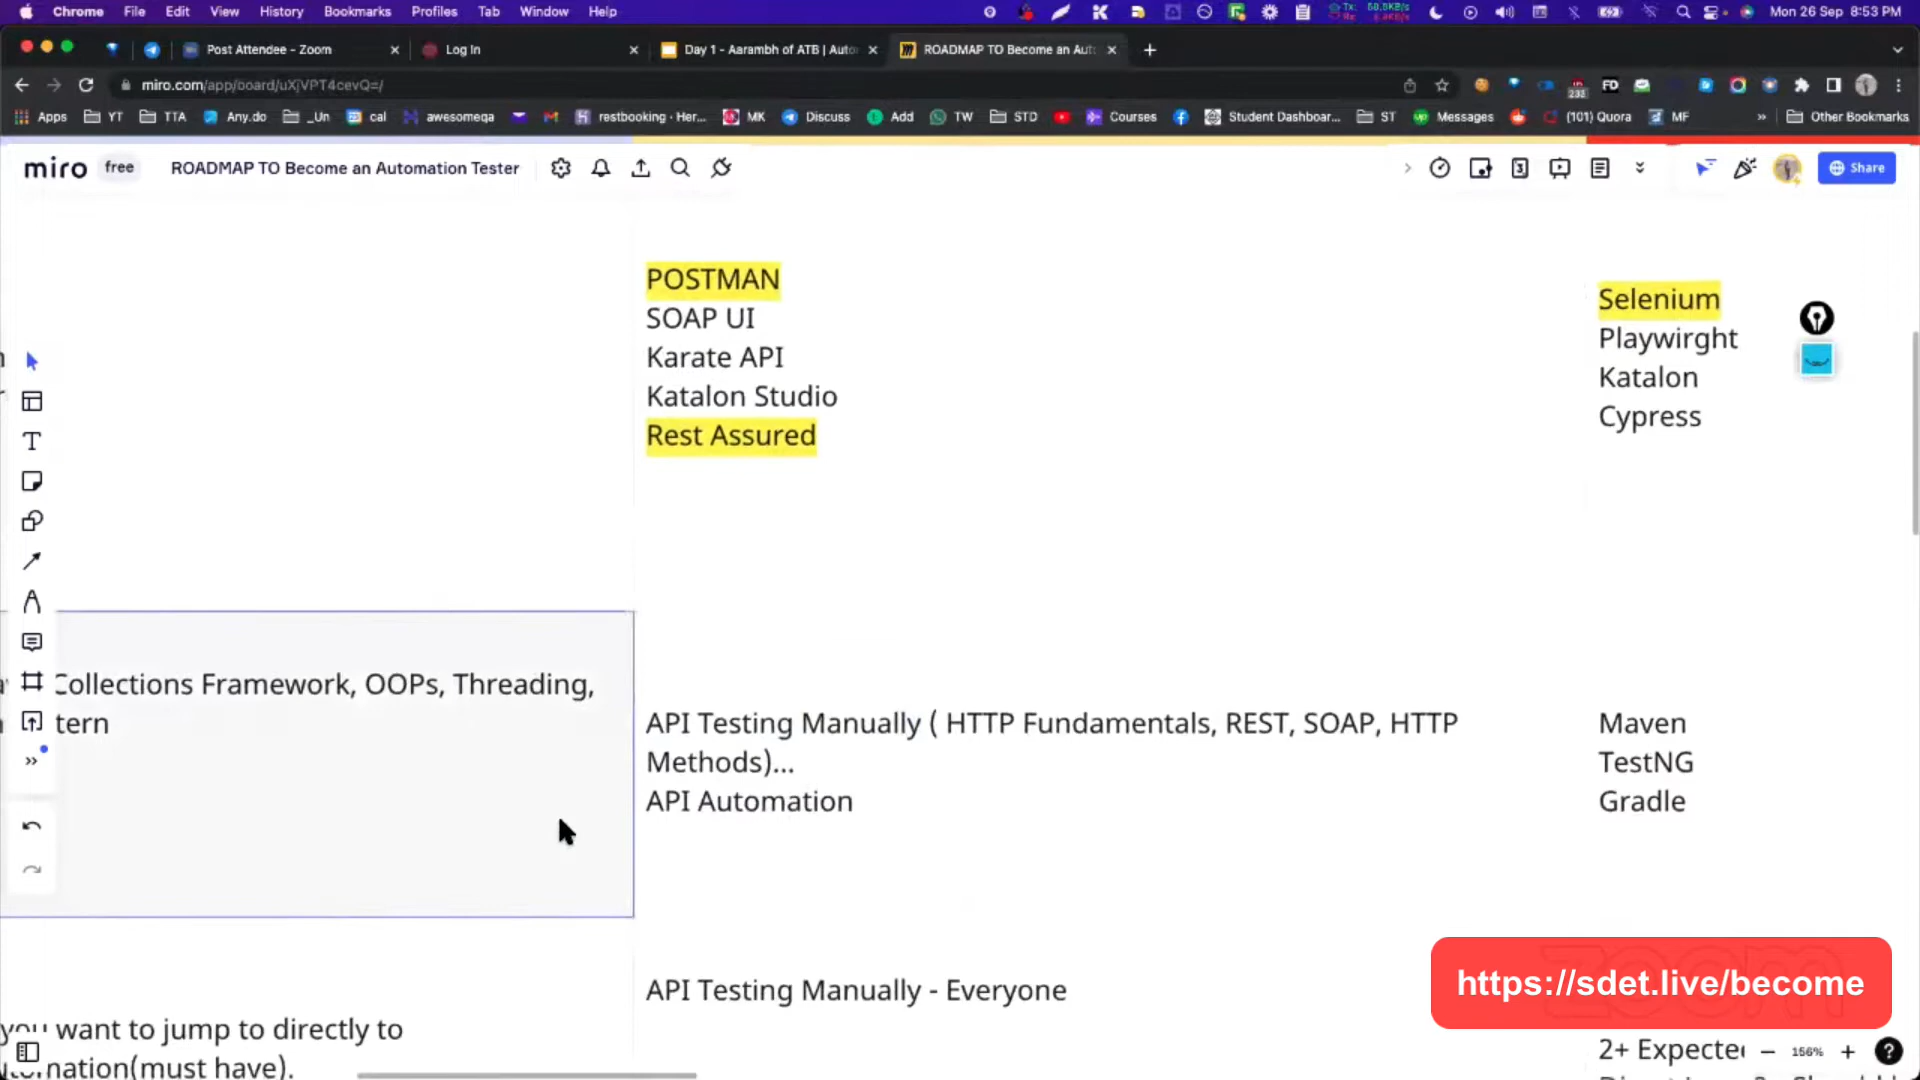 Chrome File Edit View History Bookmarks Profiles Tab Window Help
Mon 26 Sep 8:53 PM
Post Attendee - Zoom
Log In
Day 1 - Aarambh of ATB | Auto
ROADMAP TO Become an Aut
miro.com/app/board/uXjVPT4cevQ=/
Apps YT TTA Any.do _Un cal awesomeqa restbooking · Her... MK Discuss Add TW STD Courses Student Dashboar... ST Messages (101) Quora MF » Other Bookmarks
miro free ROADMAP TO Become an Automation Tester
Share
POSTMAN
SOAP UI
Karate API
Katalon Studio
Rest Assured
Selenium
Playwirght
Katalon
Cypress
Collections Framework, OOPs, Threading,
tern
API Testing Manually ( HTTP Fundamentals, REST, SOAP, HTTP
Methods)...
API Automation
Maven
TestNG
Gradle
API Testing Manually - Everyone
you want to jump to directly to
mation(must have).
https://sdet.live/become
zoom
2+ Expecte
156%